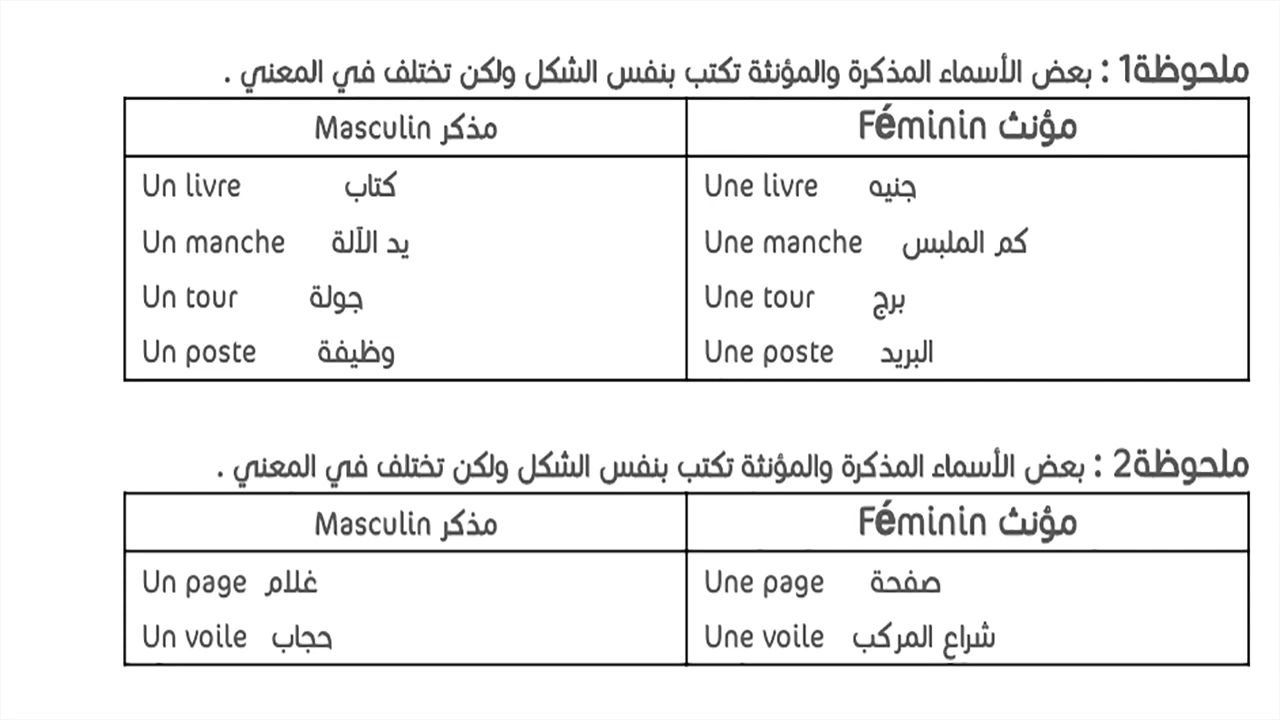 ملحوظة1 : بعض الأسماء المذكرة والمؤنثة تكتب بنفس الشكل ولكن تختلف في المعني .
Masculin مذكر	Féminin مؤنث
Un livre كتاب	Une livre جنيه
Un manche يد الآلة	Une manche كم الملبس
Un tour جولة	Une tour برج
Un poste وظيفة	Une poste البريد
ملحوظة2 : بعض الأسماء المذكرة والمؤنثة تكتب بنفس الشكل ولكن تختلف في المعني .
Masculin مذكر	Féminin مؤنث
Un page غلام	Une page صفحة
Un voile حجاب	Une voile شراع المركب